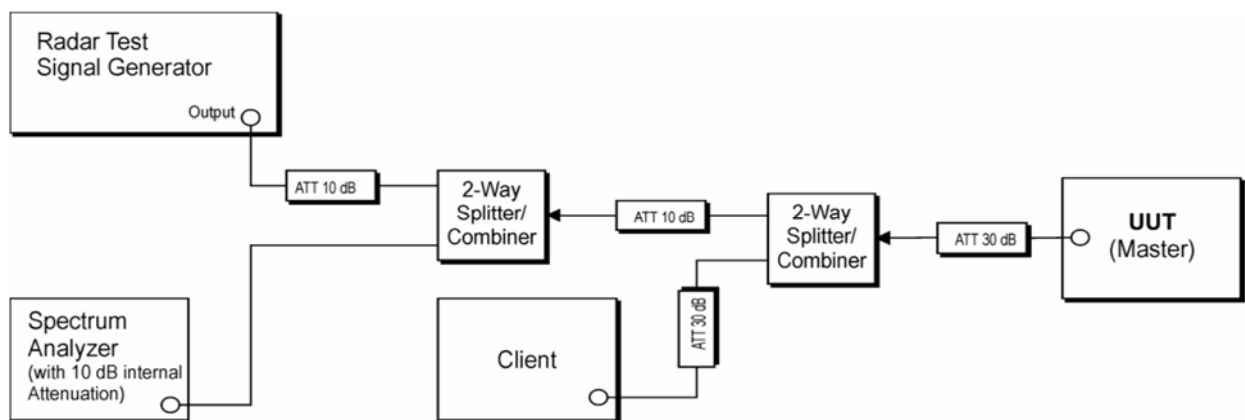 Radar Test
Signal Generator
Output
ATT 10 dB
2-Way
Splitter/
Combiner
ATT 10 dB
2-Way
Splitter/
Combiner
ATT 30 dB
UUT
(Master)
Spectrum
Analyzer
(with 10 dB internal
Attenuation)
Client
ATT 30 dB